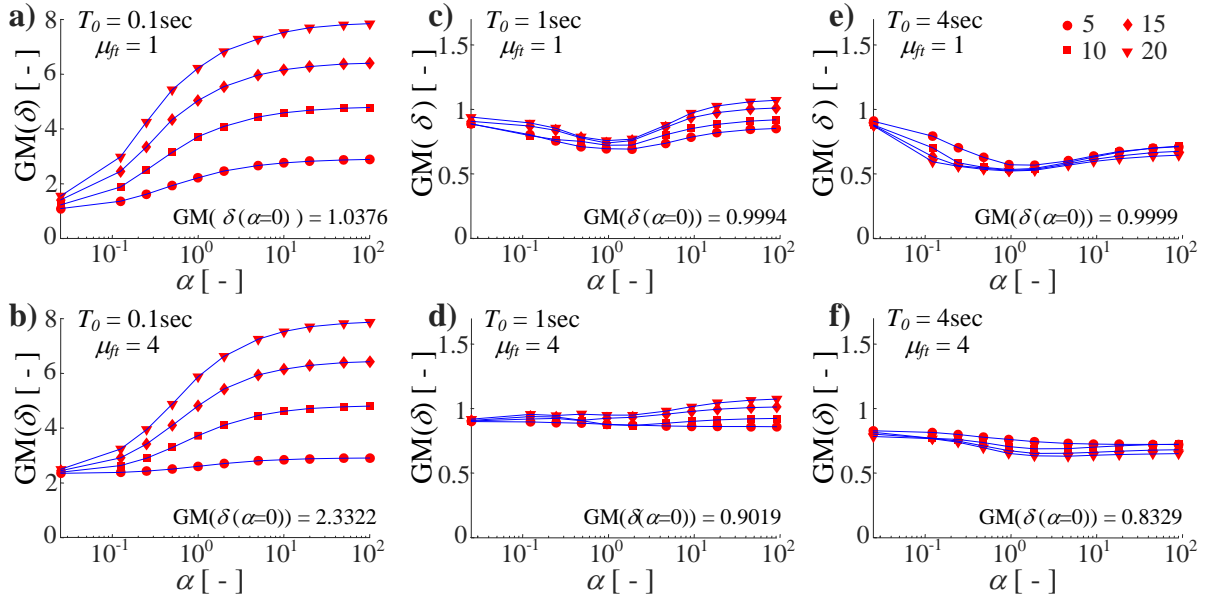 a)
T₀ = 0.1sec
μft = 1
GM(δ) [ - ]
8
6
4
2
0
GM( δ (α=0) ) = 1.0376
10⁻¹ 10⁰ 10¹ 10²
α [ - ]
c)
T₀ = 1sec
μft = 1
GM( δ ) [ - ]
1.5
1
0.5
0
GM(δ (α=0)) = 0.9994
10⁻¹ 10⁰ 10¹ 10²
α [ - ]
e)
T₀ = 4sec
μft = 1
5 15
10 20
GM( δ ) [ - ]
1.5
1
0.5
0
GM(δ (α=0)) = 0.9999
10⁻¹ 10⁰ 10¹ 10²
α [ - ]
b)
T₀ = 0.1sec
μft = 4
GM(δ) [ - ]
8
6
4
2
0
GM(δ (α=0)) = 2.3322
10⁻¹ 10⁰ 10¹ 10²
α [ - ]
d)
T₀ = 1sec
μft = 4
GM(δ) [ - ]
1.5
1
0.5
0
GM(δ(α=0)) = 0.9019
10⁻¹ 10⁰ 10¹ 10²
α [ - ]
f)
T₀ = 4sec
μft = 4
GM(δ) [ - ]
1.5
1
0.5
0
GM(δ (α=0)) = 0.8329
10⁻¹ 10⁰ 10¹ 10²
α [ - ]